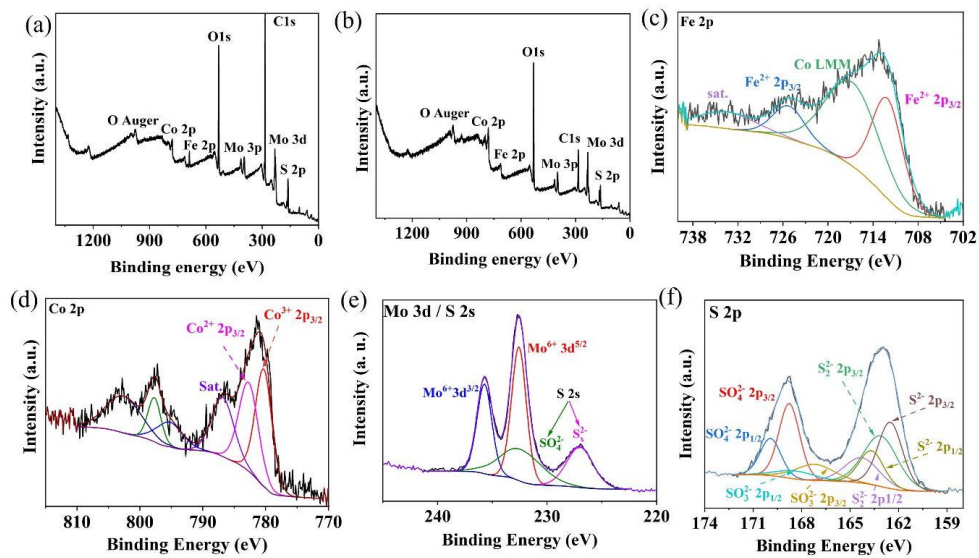 (a)
C1s
O1s
O Auger
Co 2p
Fe 2p
Mo 3p
Mo 3d
S 2p
Intensity (a.u.)
1200 900 600 300 0
Binding energy (eV)
(b)
O1s
O Auger
Co 2p
Fe 2p
Mo 3p
C1s
Mo 3d
S 2p
Intensity (a.u.)
1200 900 600 300 0
Binding energy (eV)
(c)
Fe 2p
Co LMM
Fe²⁺ 2p₃/₂
sat.
Fe²⁺ 2p₃/₂
Intensity (a.u.)
738 732 726 720 714 708 702
Binding Energy (eV)
(d)
Co 2p
Co³⁺ 2p₃/₂
Co²⁺ 2p₃/₂
Sat.
Intensity (a.u.)
810 800 790 780 770
Binding Energy (eV)
(e)
Mo 3d / S 2s
Mo⁶⁺ 3d⁵/²
Mo⁶⁺3d³/²
S 2s
SO₄²⁻
Sₓ²⁻
Intensity (a.u.)
240 230 220
Binding Energy (eV)
(f)
S 2p
S₂²⁻ 2p₃/₂
SO₄²⁻ 2p₃/₂
S²⁻ 2p₃/₂
SO₄²⁻ 2p₁/₂
S²⁻ 2p₁/₂
SO₃²⁻ 2p₁/₂
SO₃²⁻ 2p₃/₂
S₂²⁻ 2p1/2
Intensity (a.u.)
174 170 166 162 158
Binding Energy (eV)